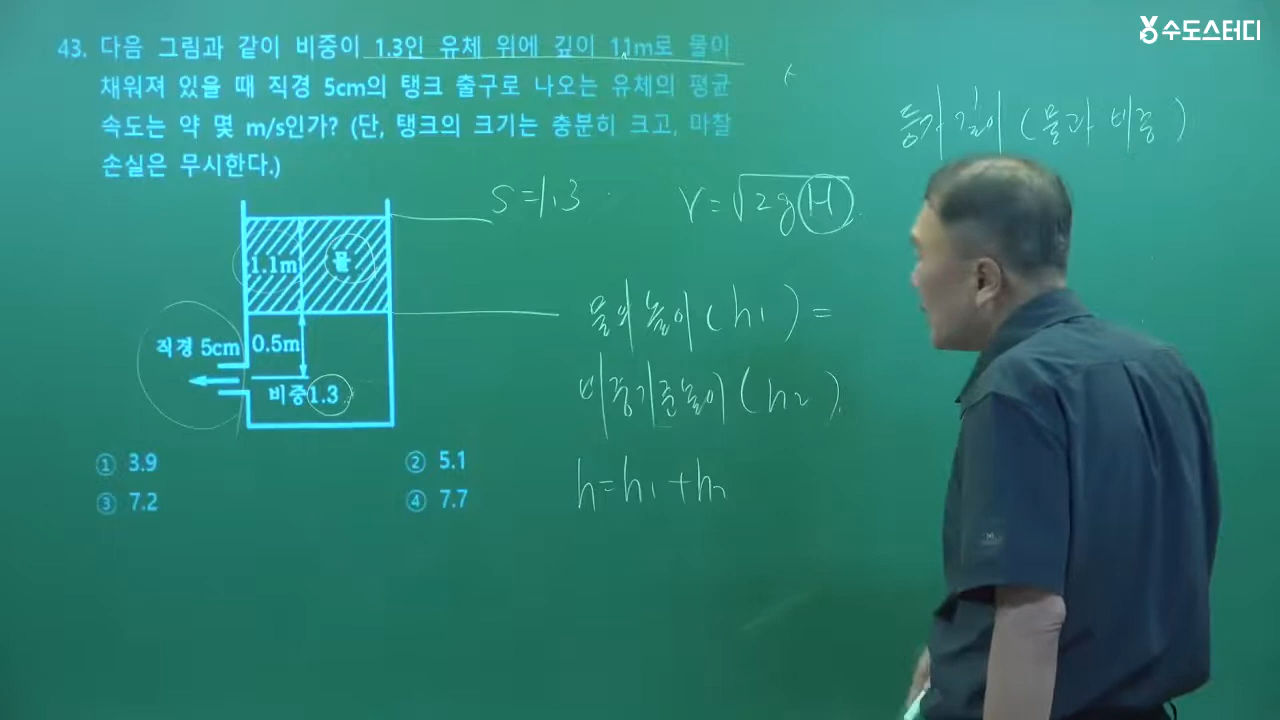 수도스터디
43. 다음 그림과 같이 비중이 1.3인 유체 위에 깊이 1.1m로 물이
채워져 있을 때 직경 5cm의 탱크 출구로 나오는 유체의 평균
속도는 약 몇 m/s인가? (단, 탱크의 크기는 충분히 크고, 마찰
손실은 무시한다.)
등가 깊이 (물과 비중)
S=1.3
V=√2gH
1.1m 물
물의 높이 (h1) =
직경 5cm 0.5m
비중1.3
비중기준높이 (h2).
h=h1+h2
① 3.9
② 5.1
③ 7.2
④ 7.7